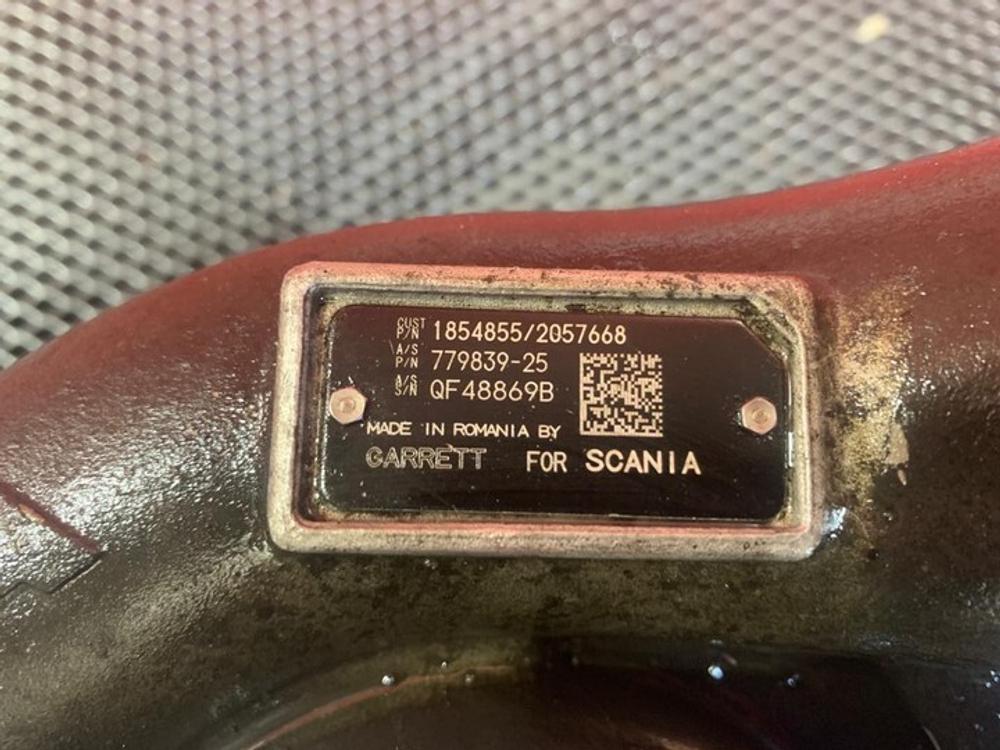 CUST P/N 1854855/2057668
A/S P/N 779839-25
A/S S/N QF48869B
MADE IN ROMANIA BY
GARRETT FOR SCANIA